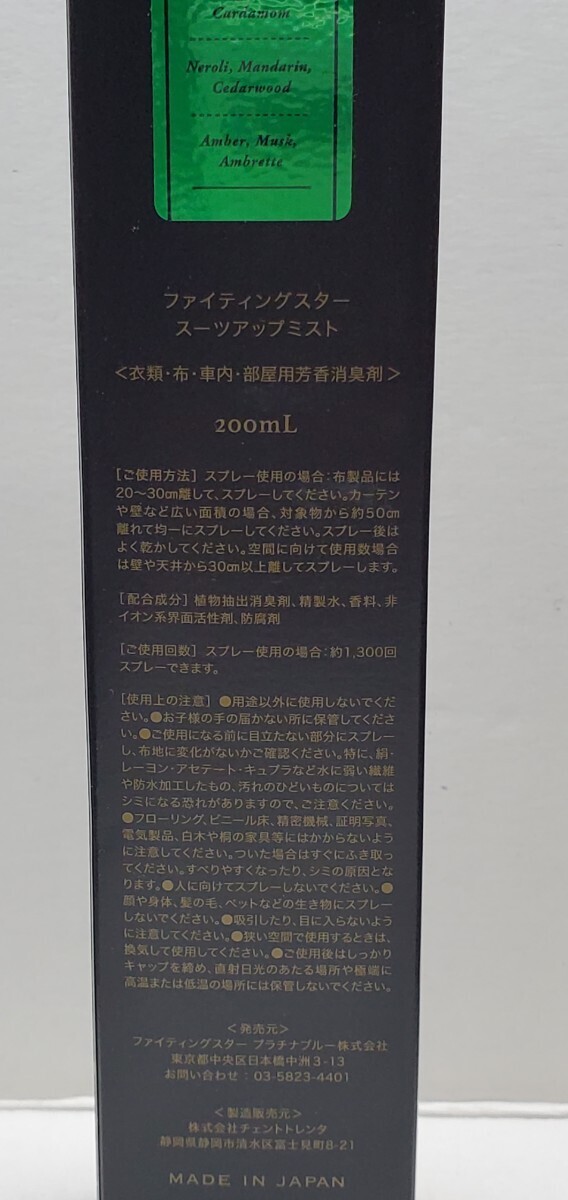 Cardamom
Neroli, Mandarin,
Cedarwood
Amber, Musk,
Ambrette
ファイティングスター
スーツアップミスト
＜衣類・布・車内・部屋用芳香消臭剤＞
200mL
［ご使用方法］スプレー使用の場合：布製品には
20〜30㎝離して、スプレーしてください。カーテン
や壁など広い面積の場合、対象物から約50㎝
離れて均一にスプレーしてください。スプレー後は
よく乾かしてください。空間に向けて使用数場合
は壁や天井から30㎝以上離してスプレーします。
［配合成分］植物抽出消臭剤、精製水、香料、非
イオン系界面活性剤、防腐剤
［ご使用回数］スプレー使用の場合：約1,300回
スプレーできます。
［使用上の注意］●用途以外に使用しないでくだ
さい。●お子様の手の届かない所に保管してくださ
い。●ご使用になる前に目立たない部分にスプレー
し、布地に変化がないかご確認ください。特に、絹・
レーヨン・アセテート・キュプラなど水に弱い繊維
や防水加工したもの、汚れのひどいものについては
シミになる恐れがありますので、ご注意ください。
●フローリング、ビニール床、精密機械、証明写真、
電気製品、白木や桐の家具等にはかからないよう
に注意してください。ついた場合はすぐにふき取っ
てください。すべりやすくなったり、シミの原因とな
ります。●人に向けてスプレーしないでください。●
顔や身体、髪の毛、ペットなどの生き物にスプレー
しないでください。●吸引したり、目に入らないよう
に注意してください。●狭い空間で使用するときは、
換気して使用してください。●ご使用後はしっかり
キャップを締め、直射日光のあたる場所や極端に
高温または低温の場所には保管しないでください。
＜発売元＞
ファイティングスター プラチナブルー株式会社
東京都中央区日本橋中洲3-13
お問い合わせ：03-5823-4401
＜製造販売元＞
株式会社チェントトレンタ
静岡県静岡市清水区富士見町8-21
MADE IN JAPAN